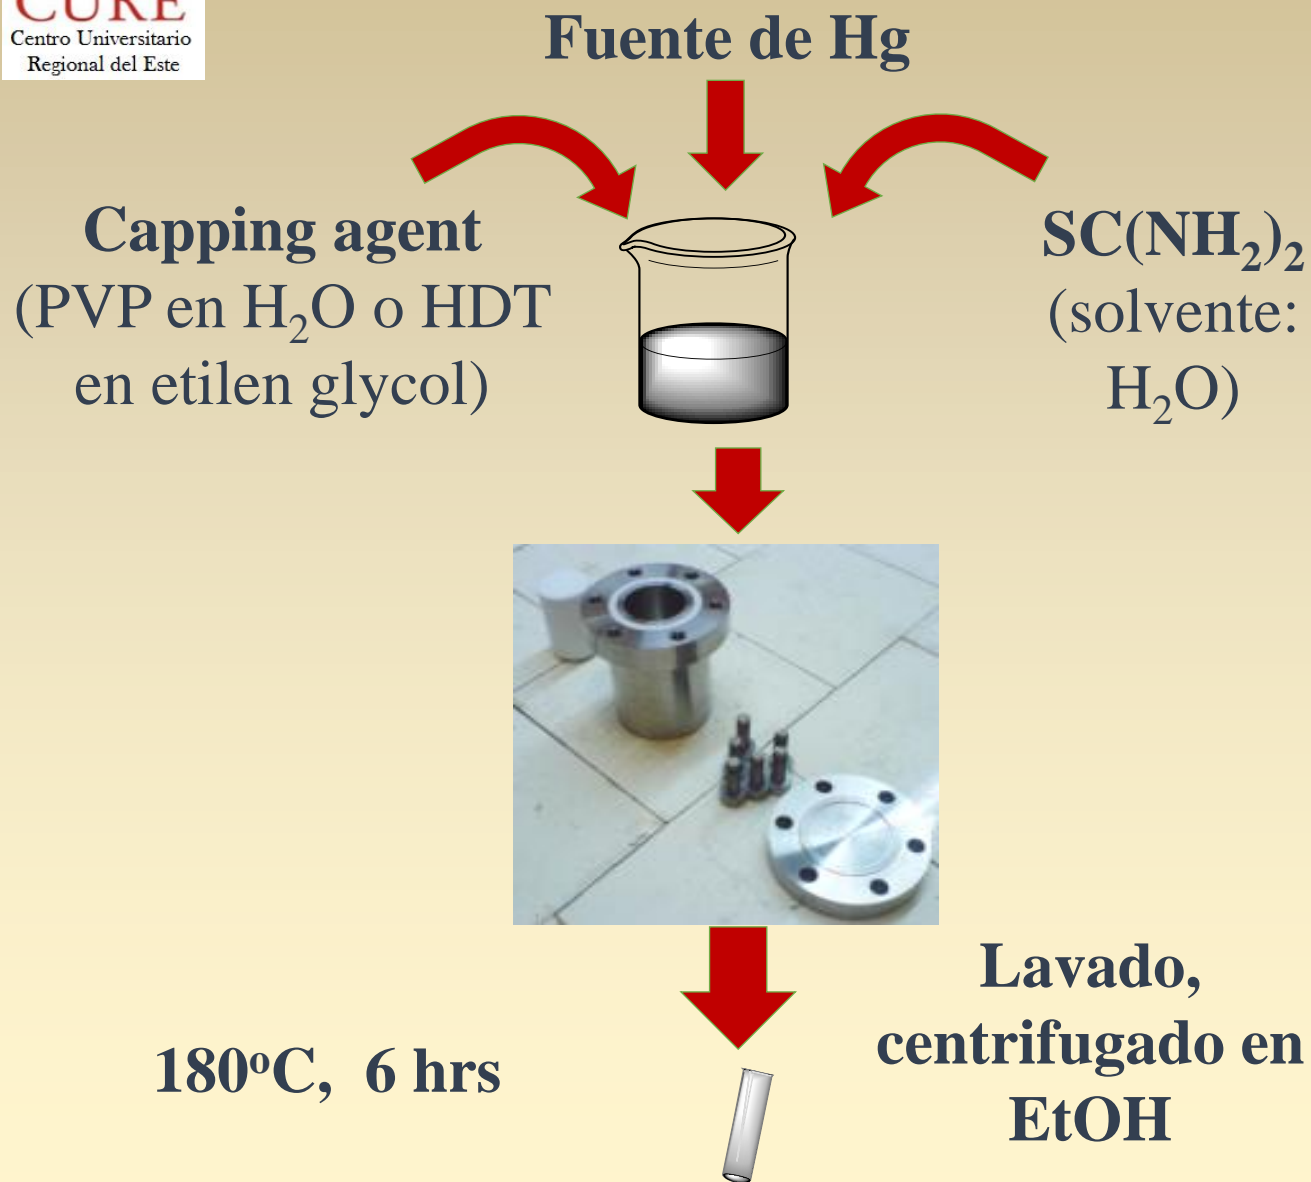 CURE
Centro Universitario
Regional del Este
Fuente de Hg
Capping agent
(PVP en H₂O o HDT
en etilen glycol)
SC(NH₂)₂
(solvente:
H₂O)
180ºC, 6 hrs
Lavado,
centrifugado en
EtOH